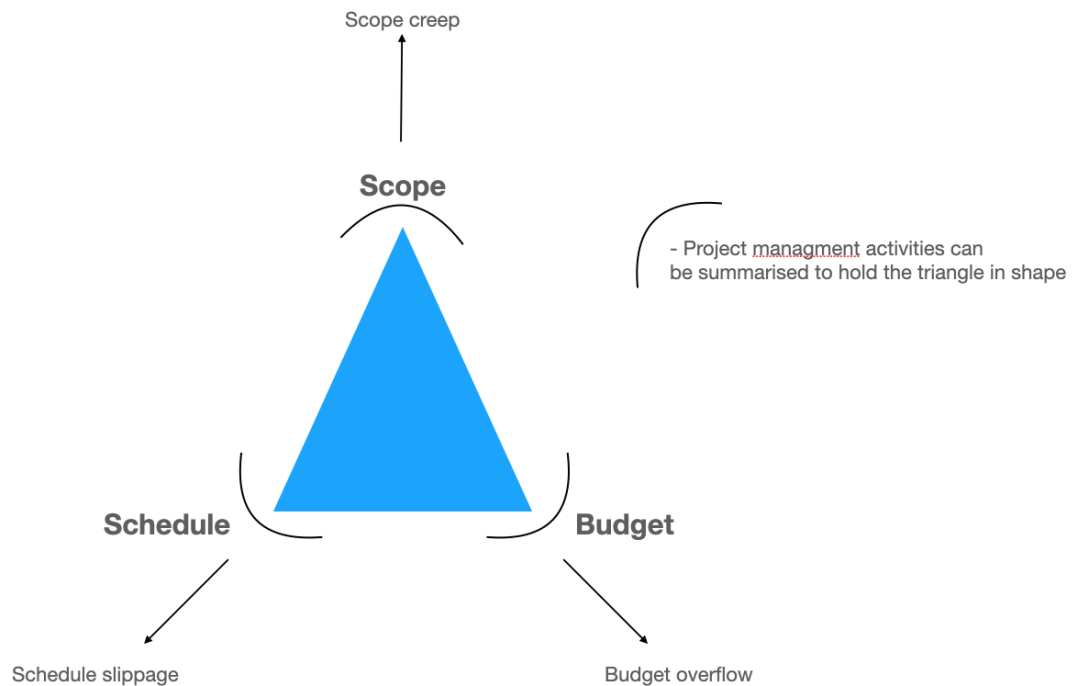 Scope creep
Scope
- Project managment activities can
be summarised to hold the triangle in shape
Schedule
Budget
Schedule slippage
Budget overflow